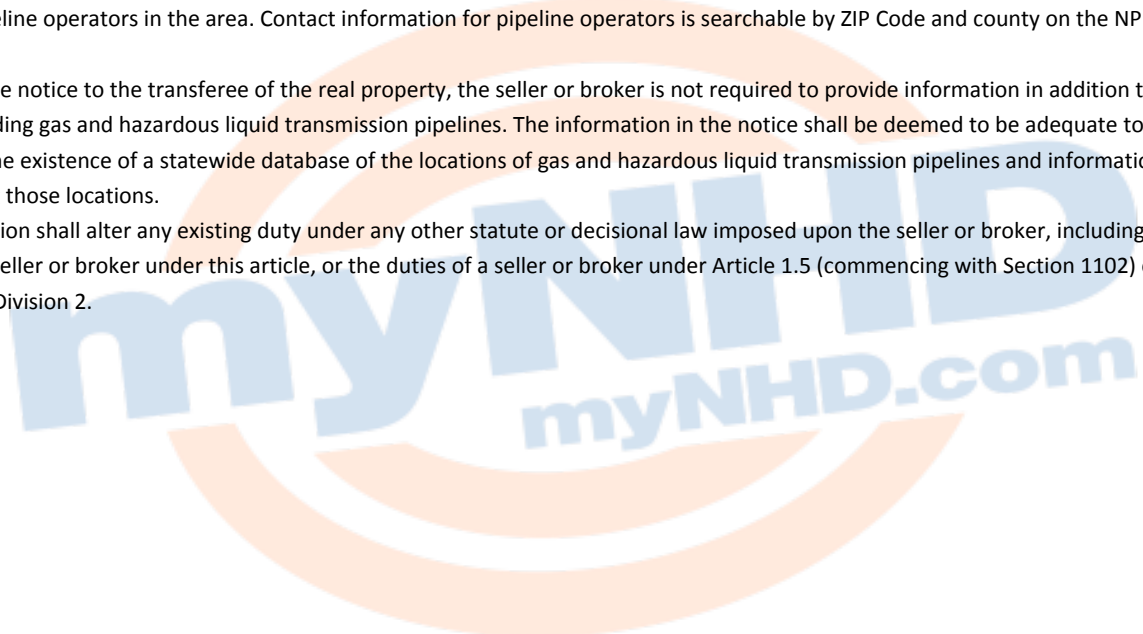 eline operators in the area. Contact information for pipeline operators is searchable by ZIP Code and county on the NP
e notice to the transferee of the real property, the seller or broker is not required to provide information in addition t
ding gas and hazardous liquid transmission pipelines. The information in the notice shall be deemed to be adequate to
ne existence of a statewide database of the locations of gas and hazardous liquid transmission pipelines and informatio
those locations.
tion shall alter any existing duty under any other statute or decisional law imposed upon the seller or broker, including
eller or broker under this article, or the duties of a seller or broker under Article 1.5 (commencing with Section 1102)
Division 2.
myNHD
myNHD.com